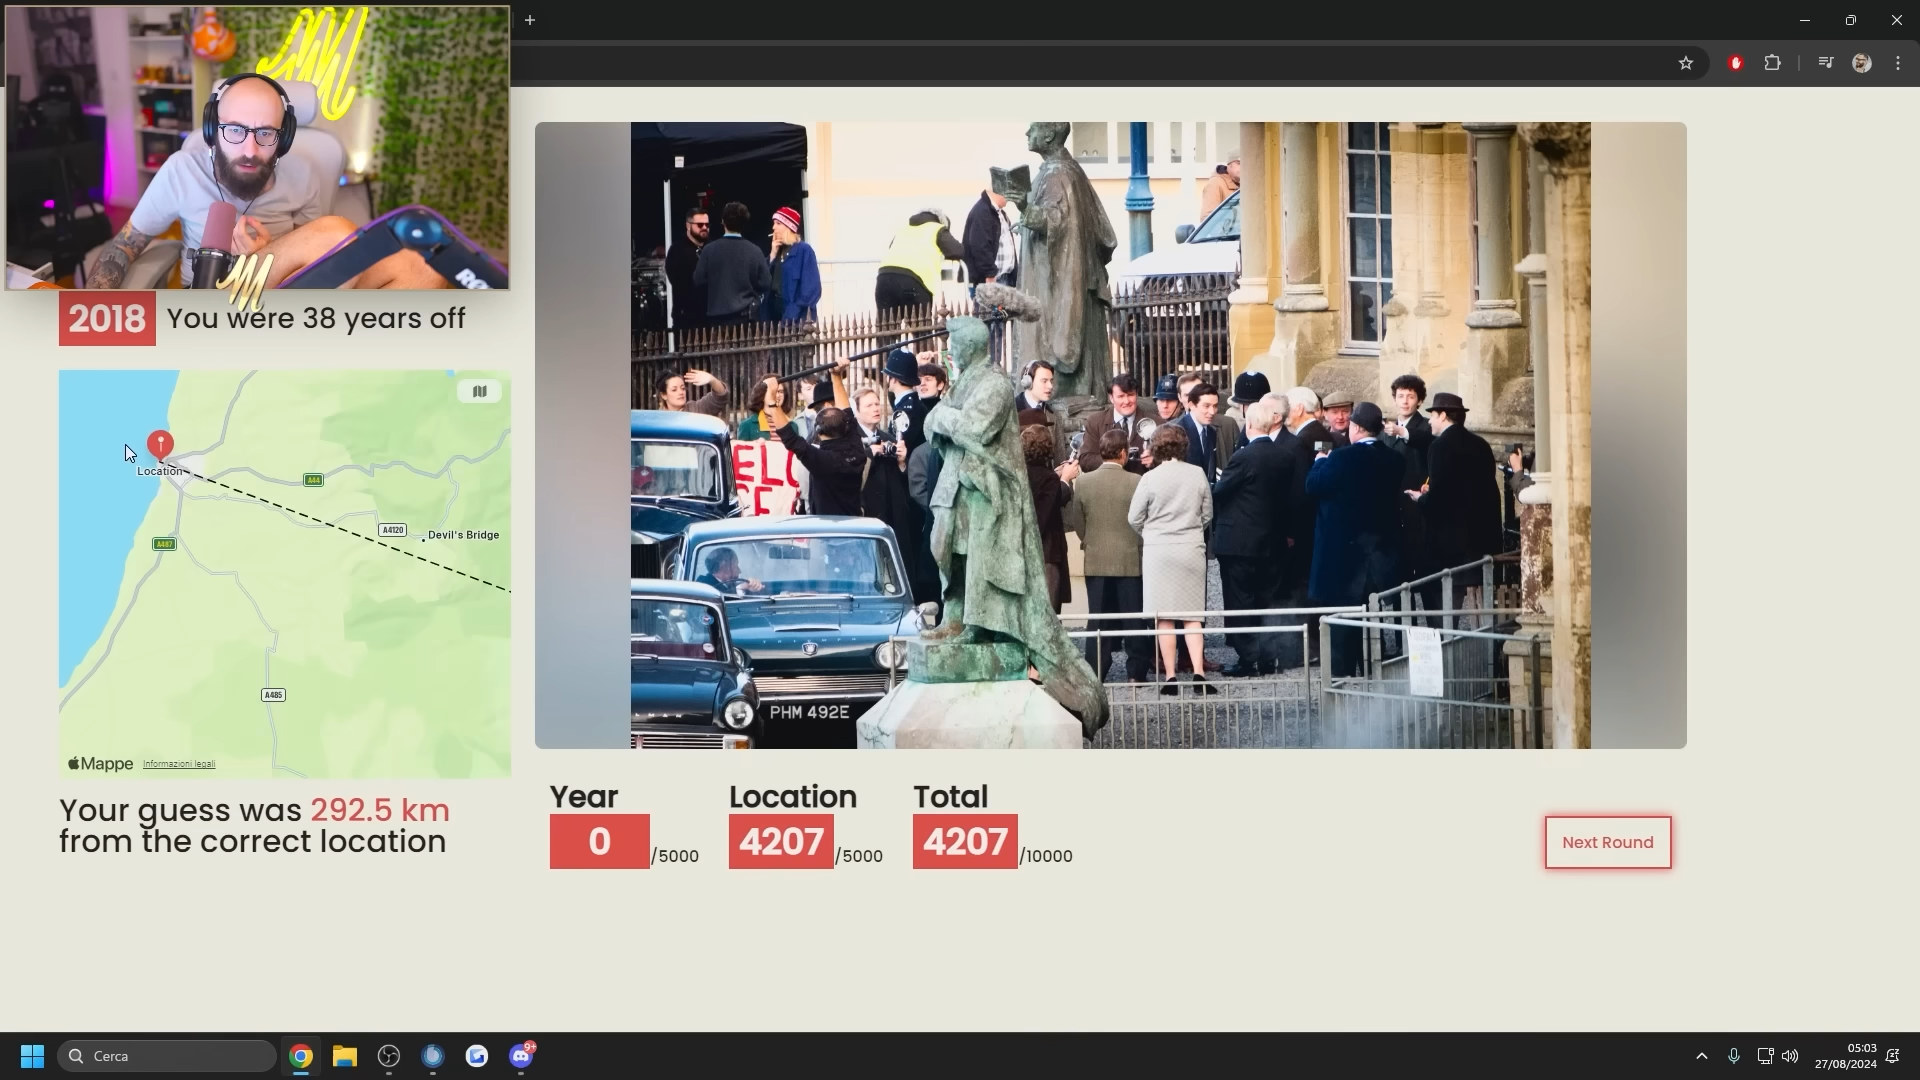 2018 You were 38 years off
Location
A44
A4120
Devil's Bridge
A487
A485
Mappe Informazioni legali
Your guess was 292.5 km
from the correct location
PHM 492E
TRIUMPH
Year
0 /5000
Location
4207 /5000
Total
4207 /10000
Next Round
Cerca
9+
05:03
27/08/2024